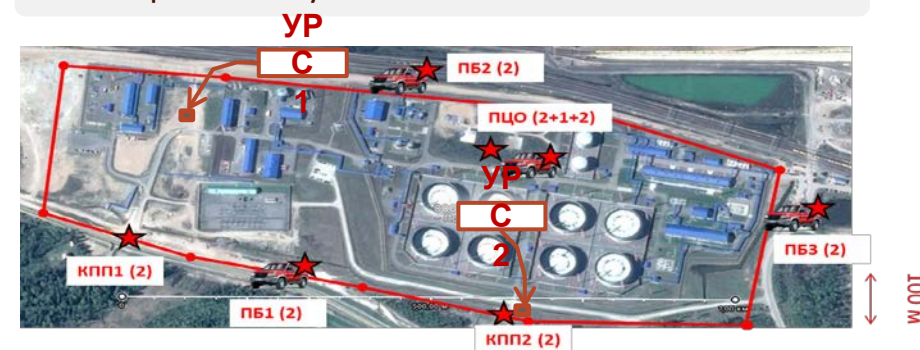 УР
С
1
ПБ2 (2)
ПЦО (2+1+2)
УР
С
2
ПБ3 (2)
КПП1 (2)
ПБ1 (2)
КПП2 (2)
100 М